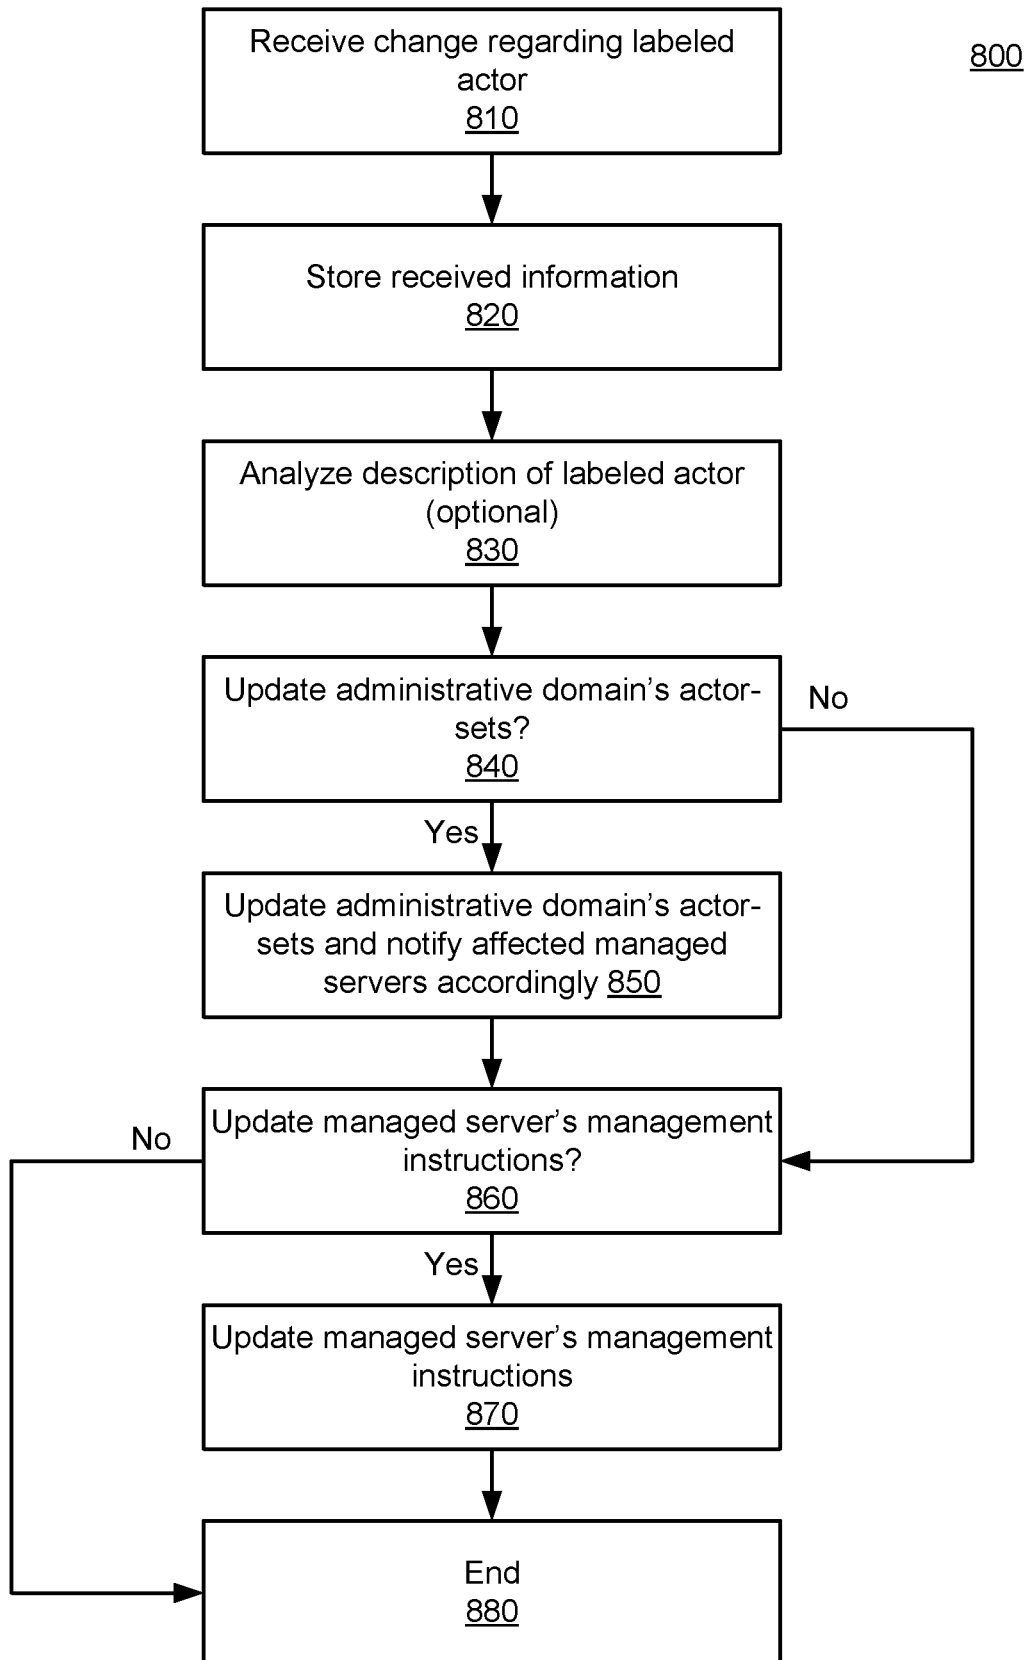 Receive change regarding labeled
actor
810
800
Store received information
820
Analyze description of labeled actor
(optional)
830
Update administrative domain’s actor-
sets?
840
No
Yes
Update administrative domain’s actor-
sets and notify affected managed
servers accordingly 850
Update managed server’s management
instructions?
860
No
Yes
Update managed server’s management
instructions
870
End
880